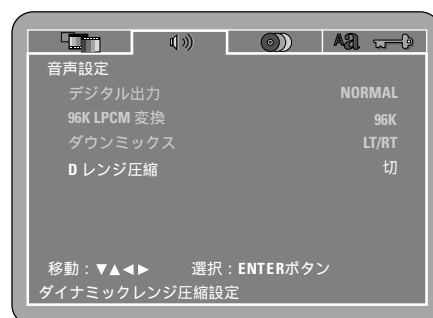 Aあ
音声設定
デジタル出力 NORMAL
96K LPCM 変換 96K
ダウンミックス LT/RT
D レンジ圧縮 切
移動：▼▲◀▶ 選択：ENTERボタン
ダイナミックレンジ圧縮設定